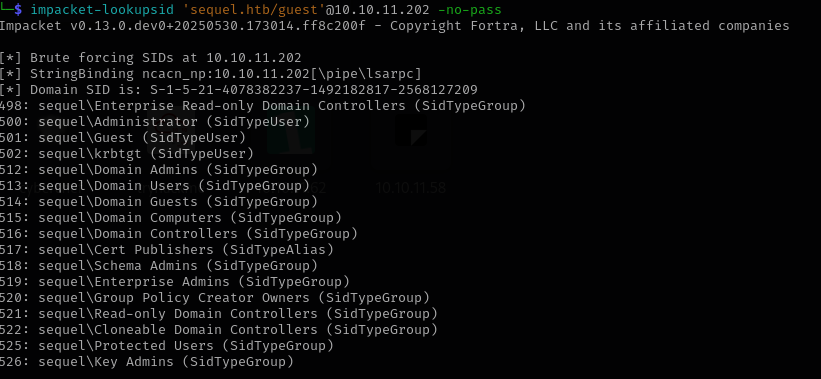 └─$ impacket-lookupsid 'sequel.htb/guest'@10.10.11.202 -no-pass
Impacket v0.13.0.dev0+20250530.173014.ff8c200f - Copyright Fortra, LLC and its affiliated companies
[*] Brute forcing SIDs at 10.10.11.202
[*] StringBinding ncacn_np:10.10.11.202[\pipe\lsarpc]
[*] Domain SID is: S-1-5-21-4078382237-1492182817-2568127209
498: sequel\Enterprise Read-only Domain Controllers (SidTypeGroup)
500: sequel\Administrator (SidTypeUser)
501: sequel\Guest (SidTypeUser)
502: sequel\krbtgt (SidTypeUser)
512: sequel\Domain Admins (SidTypeGroup)
513: sequel\Domain Users (SidTypeGroup)
514: sequel\Domain Guests (SidTypeGroup)
515: sequel\Domain Computers (SidTypeGroup)
516: sequel\Domain Controllers (SidTypeGroup)
517: sequel\Cert Publishers (SidTypeAlias)
518: sequel\Schema Admins (SidTypeGroup)
519: sequel\Enterprise Admins (SidTypeGroup)
520: sequel\Group Policy Creator Owners (SidTypeGroup)
521: sequel\Read-only Domain Controllers (SidTypeGroup)
522: sequel\Cloneable Domain Controllers (SidTypeGroup)
525: sequel\Protected Users (SidTypeGroup)
526: sequel\Key Admins (SidTypeGroup)
10.10.11.58